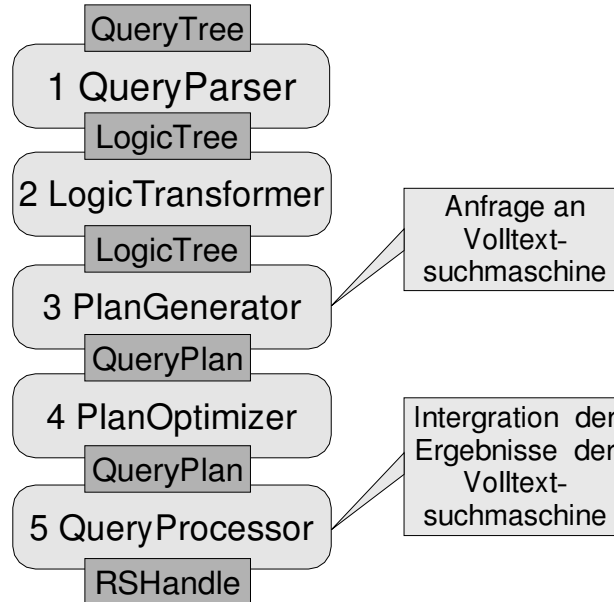 QueryTree
1 QueryParser
LogicTree
2 LogicTransformer
LogicTree
3 PlanGenerator
QueryPlan
4 PlanOptimizer
QueryPlan
5 QueryProcessor
RSHandle
Anfrage an
Volltext-
suchmaschine
Intergration der
Ergebnisse der
Volltext-
suchmaschine